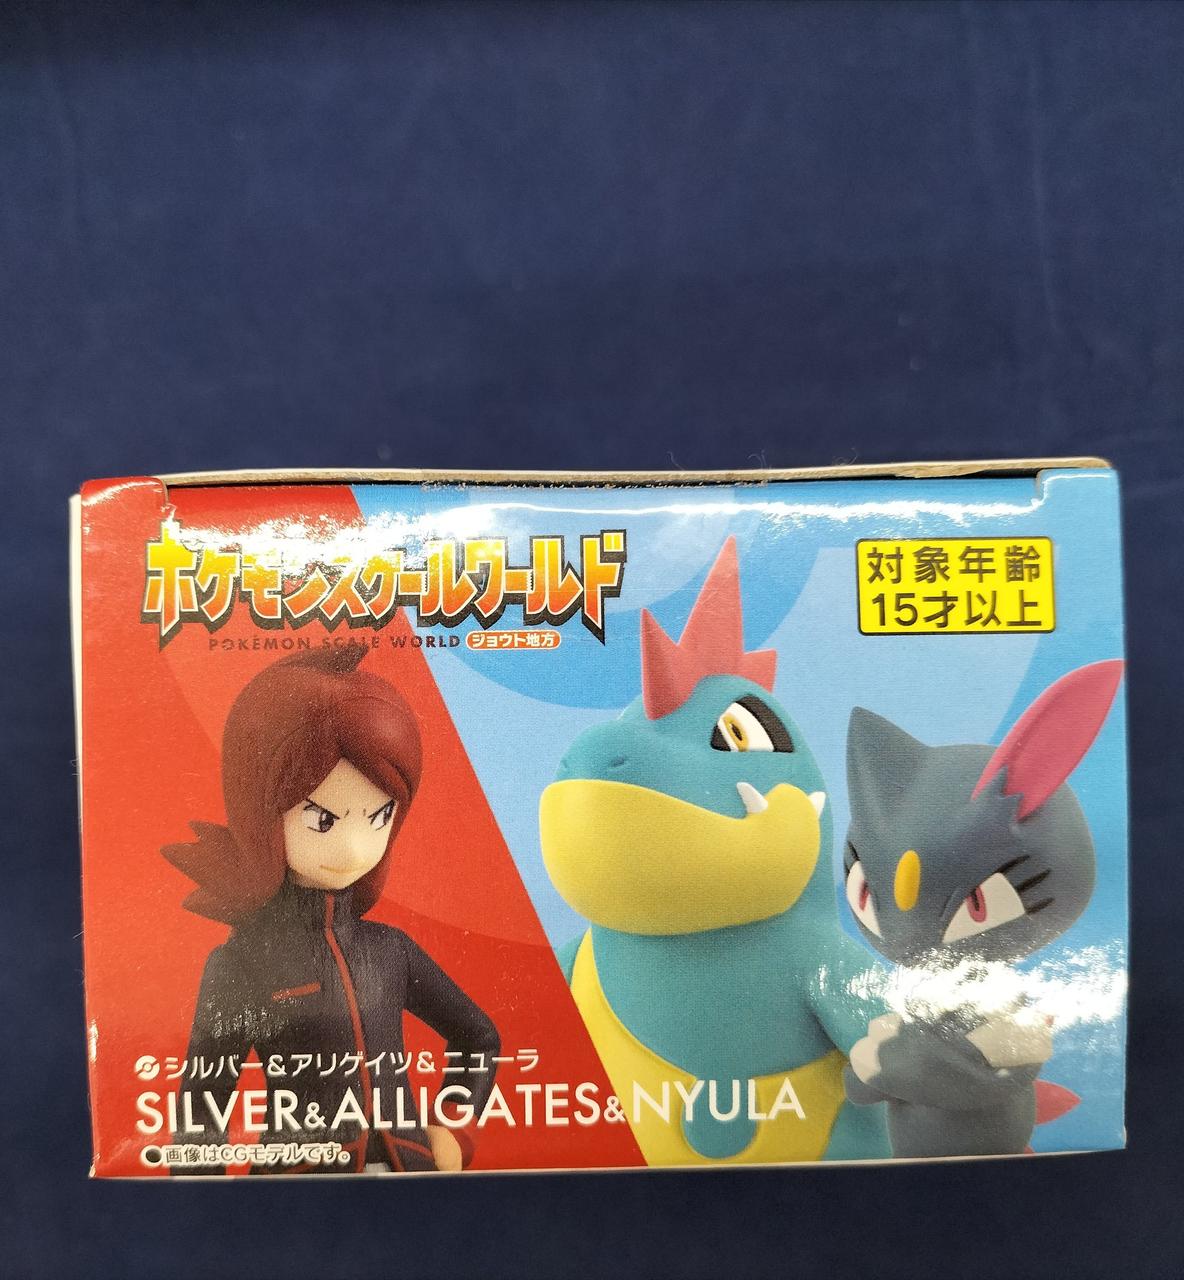 ポケモンスケールワールド
POKÉMON SCALE WORLD ジョウト地方
対象年齢
15才以上
シルバー&アリゲイツ&ニューラ
SILVER&ALLIGATES&NYULA
●画像はCGモデルです。